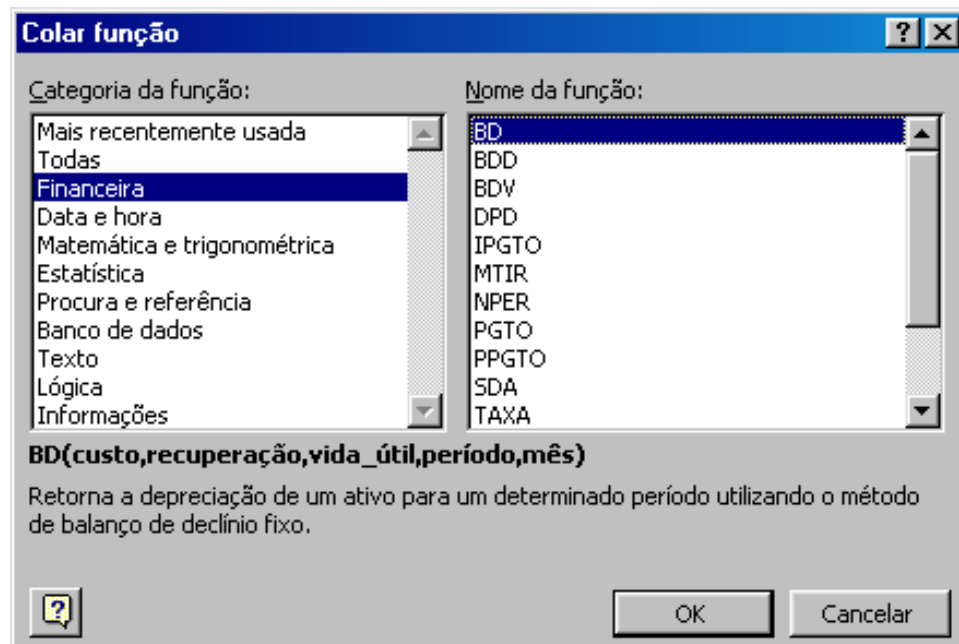 Colar função
Categoria da função:
Mais recentemente usada
Todas
Financeira
Data e hora
Matemática e trigonométrica
Estatística
Procura e referência
Banco de dados
Texto
Lógica
Informações
Nome da função:
BD
BDD
BDV
DPD
IPGTO
MTIR
NPER
PGTO
PPGTO
SDA
TAXA
BD(custo,recuperação,vida_útil,período,mês)
Retorna a depreciação de um ativo para um determinado período utilizando o método
de balanço de declínio fixo.
OK
Cancelar